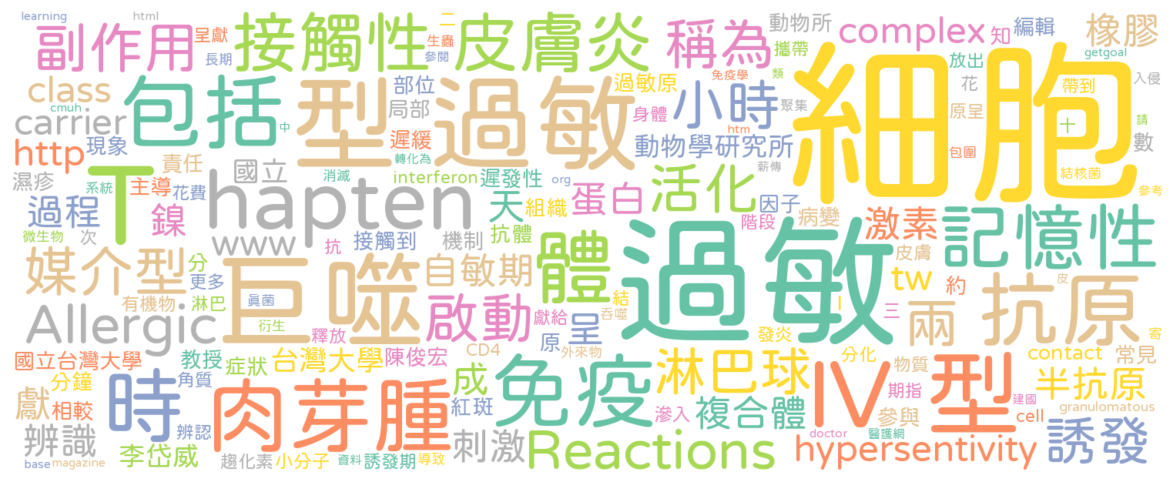 learning html 副作用 呈獻 接觸性 二 生蟲 皮膚炎 稱為 動物所 complex 知 編輯 橡膠
長期 參閱 過敏原 免疫學 類 攜帶 放出 getgoal
class 包括 型 過敏 部位 局部 身體 小時 聚集 細胞 花 帶到 入侵
carrier cmuh 中 原呈 十 請 數
http 現象 遲緩 轉化為 htm 動物學研究所 包圍 結核菌
濕疹 責任 T 國立 hapten 消滅 interferon 遲發性 org 薪傳 參考
系統 主導 花費 天 組織 蛋白 活化 因子 病變
過程 鎳 www 抗 接觸到 機制 抗體 階段 激素 記憶性
微生物 次 皮膚
媒介型 分 更多 巨噬 自敏期 體 過敏 tw 約 兩 抗原 皮
有機物 淋巴 真菌 結 吞噬 I
Allergic 衍生 釋放 啟動 獻給 原 呈 發炎 三 寄
國立台灣大學 教授 症狀 台灣大學 陳俊宏 CD4 外來物 分化 物質 contact 常見
分鐘 時 角質 肉芽腫 成 免疫 淋巴球 IV 型 期指 建國 半抗原
獻 相較 紅斑 滲入 複合體 參與 cell granulomatous
辨識 辨認 刺激 Reactions doctor 醫護網 誘發
李岱威 趨化素 小分子 hypersentivity
base magazine 資料 誘發期 導致